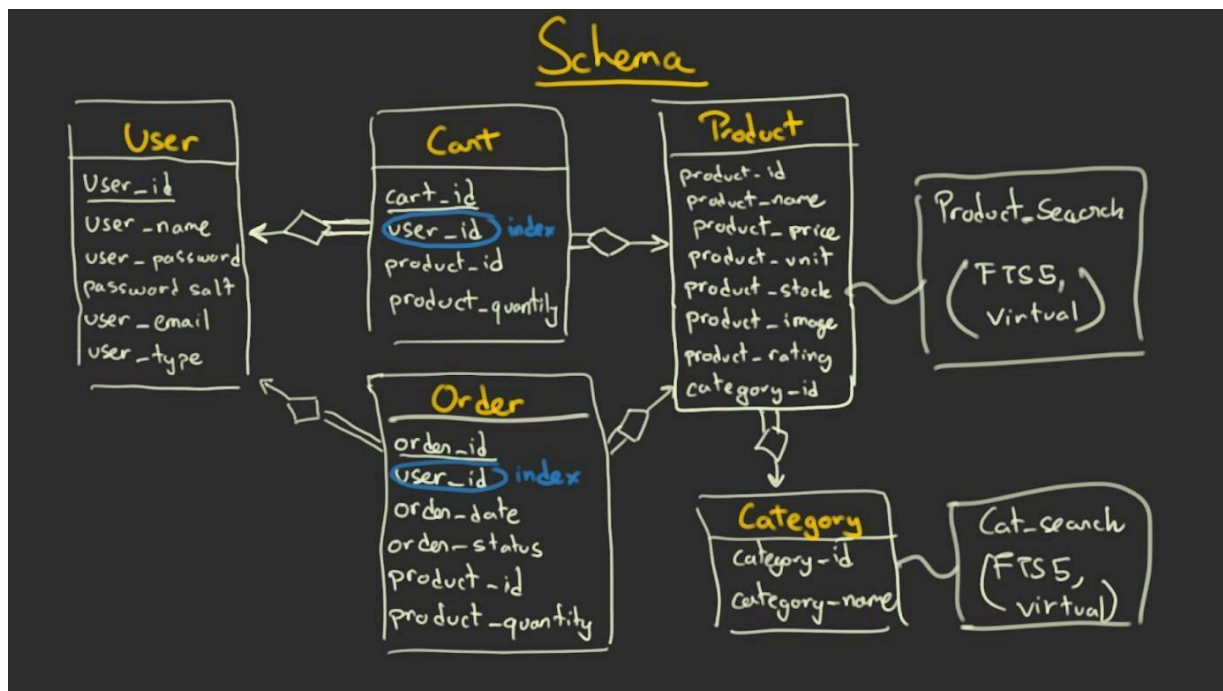 Schema
User
User_id
User_name
user_password
password salt
user_email
user_type
Cart
cart_id
user_id index
product_id
product_quantity
Product
product_id
product_name
product_price
product_unit
product_stock
product_image
product_rating
category_id
Product_Search
(FTS5,
virtual)
Order
order_id
user_id index
order_date
order_status
product_id
product_quantity
Category
category_id
category_name
Cat_search
(FTS5,
virtual)